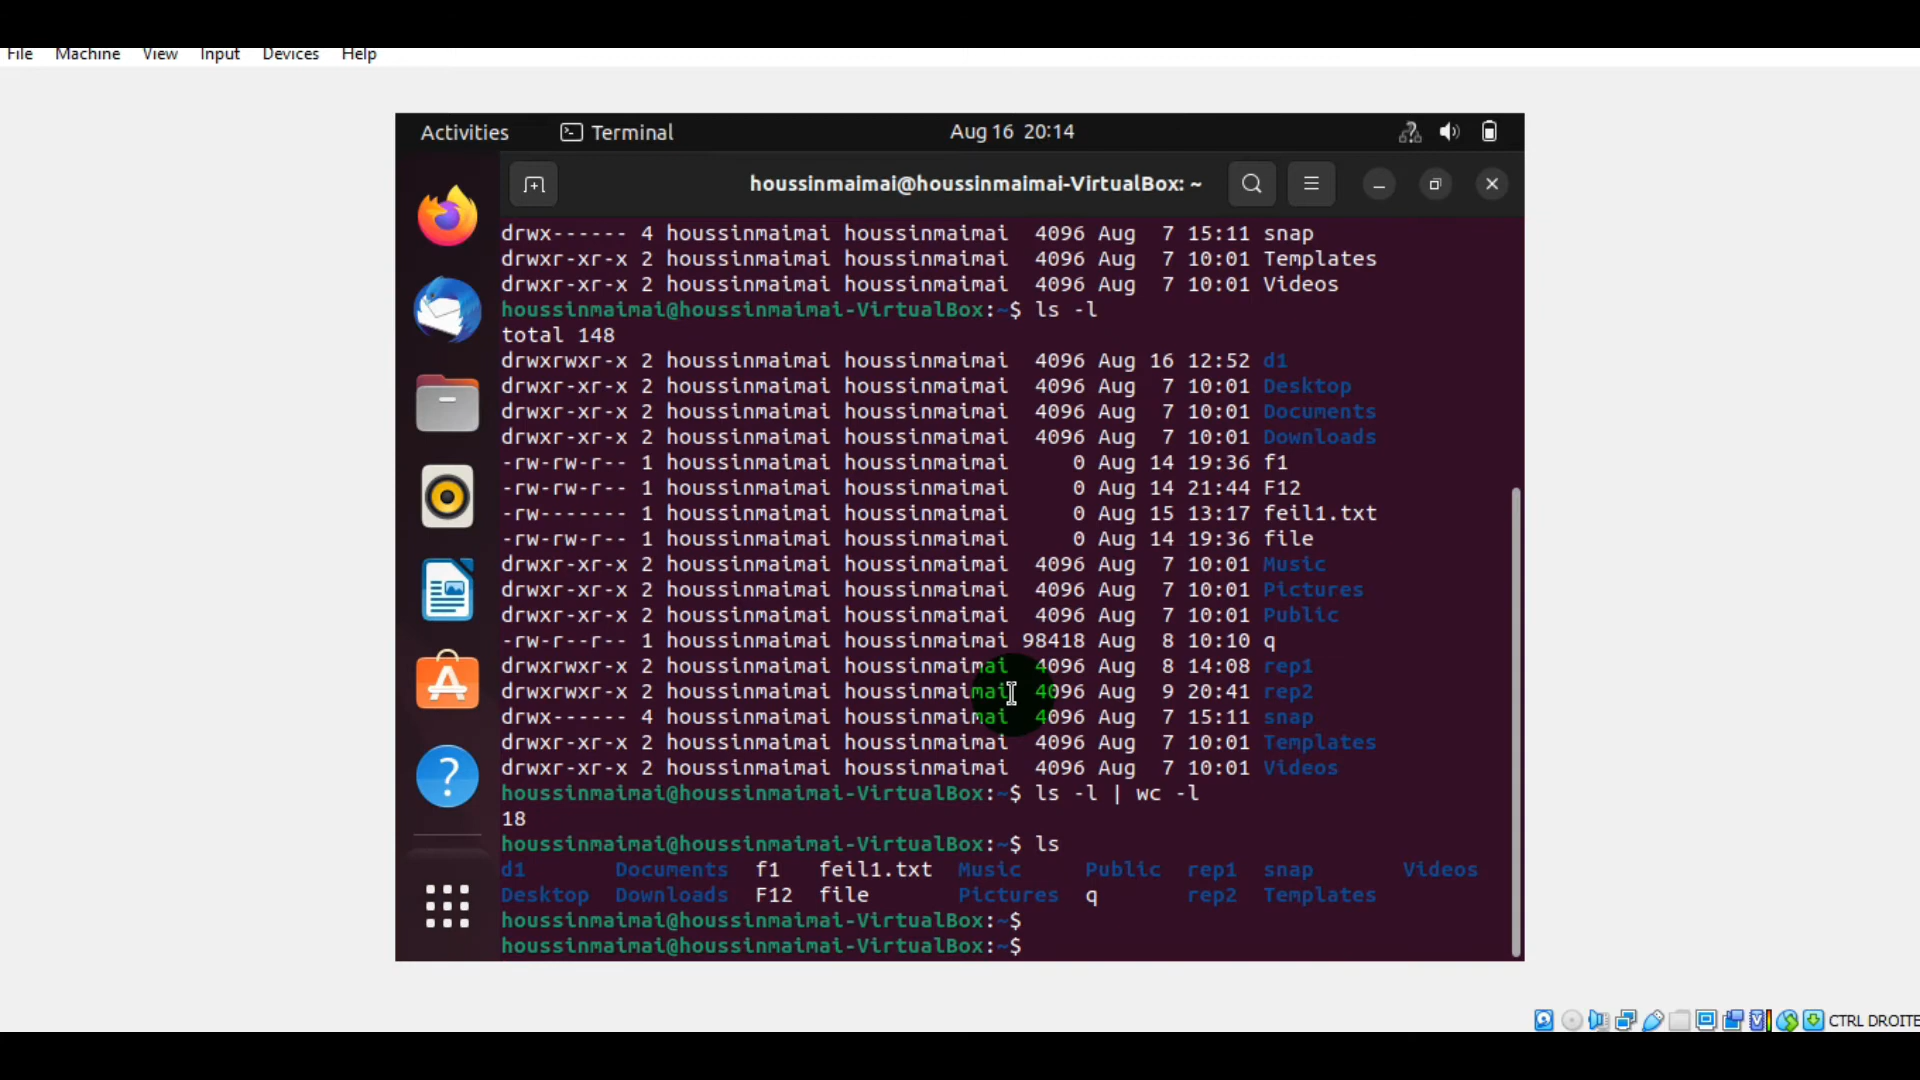 File Machine View Input Devices Help
Activities Terminal Aug 16 20:14
houssinmaimai@houssinmaimai-VirtualBox: ~
drwx------ 4 houssinmaimai houssinmaimai  4096 Aug  7 15:11 snap
drwxr-xr-x 2 houssinmaimai houssinmaimai  4096 Aug  7 10:01 Templates
drwxr-xr-x 2 houssinmaimai houssinmaimai  4096 Aug  7 10:01 Videos
houssinmaimai@houssinmaimai-VirtualBox:~$ ls -l
total 148
drwxrwxr-x 2 houssinmaimai houssinmaimai  4096 Aug 16 12:52 d1
drwxr-xr-x 2 houssinmaimai houssinmaimai  4096 Aug  7 10:01 Desktop
drwxr-xr-x 2 houssinmaimai houssinmaimai  4096 Aug  7 10:01 Documents
drwxr-xr-x 2 houssinmaimai houssinmaimai  4096 Aug  7 10:01 Downloads
-rw-rw-r-- 1 houssinmaimai houssinmaimai     0 Aug 14 19:36 f1
-rw-rw-r-- 1 houssinmaimai houssinmaimai     0 Aug 14 21:44 F12
-rw------- 1 houssinmaimai houssinmaimai     0 Aug 15 13:17 feil1.txt
-rw-rw-r-- 1 houssinmaimai houssinmaimai     0 Aug 14 19:36 file
drwxr-xr-x 2 houssinmaimai houssinmaimai  4096 Aug  7 10:01 Music
drwxr-xr-x 2 houssinmaimai houssinmaimai  4096 Aug  7 10:01 Pictures
drwxr-xr-x 2 houssinmaimai houssinmaimai  4096 Aug  7 10:01 Public
-rw-r--r-- 1 houssinmaimai houssinmaimai 98418 Aug  8 10:10 q
drwxrwxr-x 2 houssinmaimai houssinmaimai  4096 Aug  8 14:08 rep1
drwxrwxr-x 2 houssinmaimai houssinmaimai  4096 Aug  9 20:41 rep2
drwx------ 4 houssinmaimai houssinmaimai  4096 Aug  7 15:11 snap
drwxr-xr-x 2 houssinmaimai houssinmaimai  4096 Aug  7 10:01 Templates
drwxr-xr-x 2 houssinmaimai houssinmaimai  4096 Aug  7 10:01 Videos
houssinmaimai@houssinmaimai-VirtualBox:~$ ls -l | wc -l
18
houssinmaimai@houssinmaimai-VirtualBox:~$ ls
d1       Documents  f1   feil1.txt  Music     Public  rep1  snap       Videos
Desktop  Downloads  F12  file       Pictures  q       rep2  Templates
houssinmaimai@houssinmaimai-VirtualBox:~$
houssinmaimai@houssinmaimai-VirtualBox:~$
CTRL DROITE